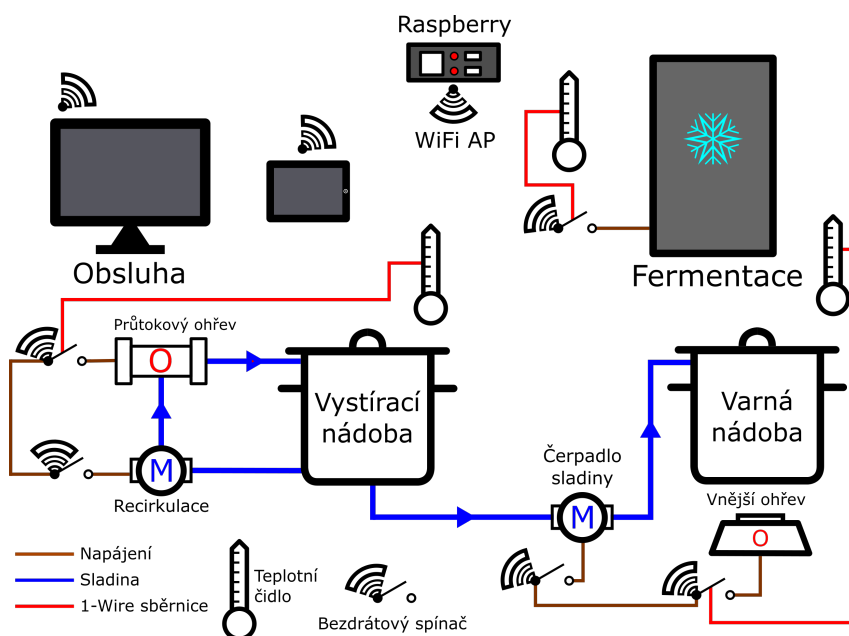 Raspberry
WiFi AP
Obsluha
Fermentace
Průtokový ohřev
O
Vystírací
nádoba
Varná
nádoba
M
Recirkulace
Čerpadlo
sladiny
M
Vnější ohřev
O
Napájení
Sladina
1-Wire sběrnice
Teplotní
čidlo
Bezdrátový spínač